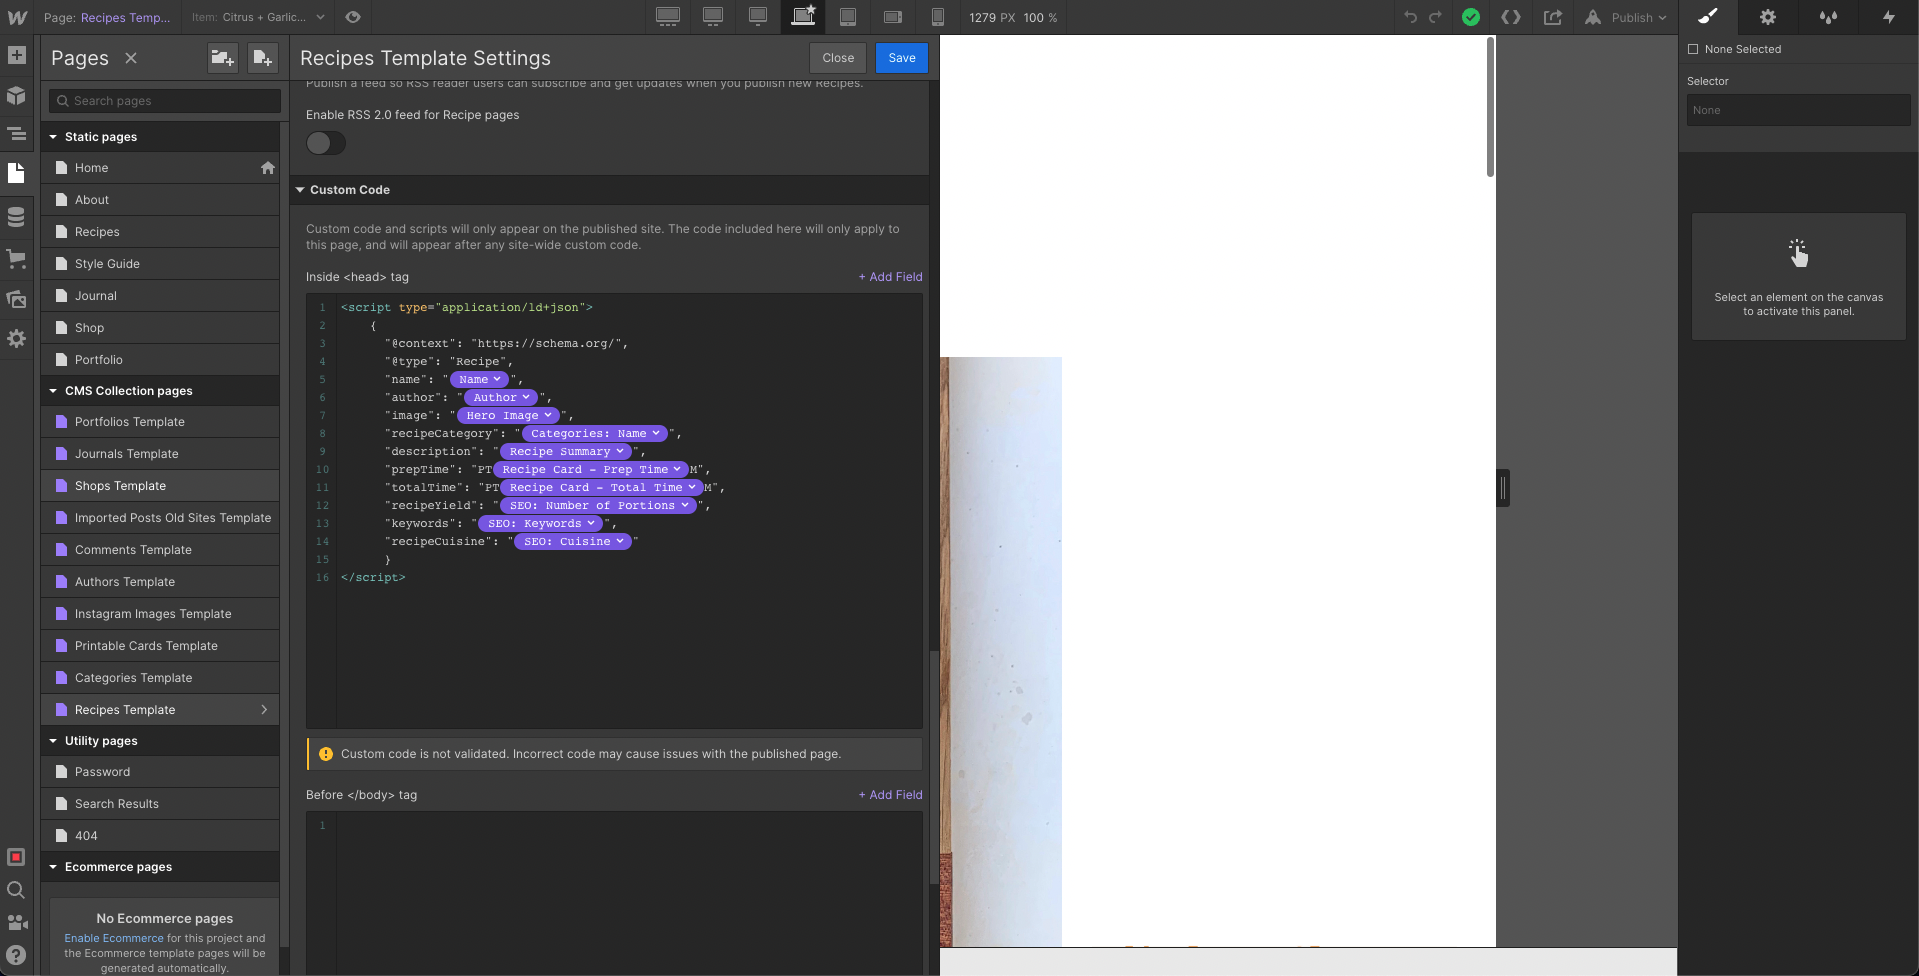 Page: Recipes Temp...
Item: Citrus + Garlic...
1279 PX 100 %
Publish
Pages
Search pages
Static pages
Home
About
Recipes
Style Guide
Journal
Shop
Portfolio
CMS Collection pages
Portfolios Template
Journals Template
Shops Template
Imported Posts Old Sites Template
Comments Template
Authors Template
Instagram Images Template
Printable Cards Template
Categories Template
Recipes Template
Utility pages
Password
Search Results
404
Ecommerce pages
No Ecommerce pages
Enable Ecommerce for this project and
the Ecommerce template pages will be
generated automatically.
Recipes Template Settings
Close
Save
Publish a feed so RSS reader users can subscribe and get updates when you publish new Recipes.
Enable RSS 2.0 feed for Recipe pages
Custom Code
Custom code and scripts will only appear on the published site. The code included here will only apply to
this page, and will appear after any site-wide custom code.
Inside <head> tag
+ Add Field
1 <script type="application/ld+json">
2 {
3 "@context": "https://schema.org/",
4 "@type": "Recipe",
5 "name": "Name",
6 "author": "Author",
7 "image": "Hero Image",
8 "recipeCategory": "Categories: Name",
9 "description": "Recipe Summary",
10 "prepTime": "PTRecipe Card - Prep TimeM",
11 "totalTime": "PTRecipe Card - Total TimeM",
12 "recipeYield": "SEO: Number of Portions",
13 "keywords": "SEO: Keywords",
14 "recipeCuisine": "SEO: Cuisine"
15 }
16 </script>
Custom code is not validated. Incorrect code may cause issues with the published page.
Before </body> tag
+ Add Field
1
None Selected
Selector
None
Select an element on the canvas
to activate this panel.